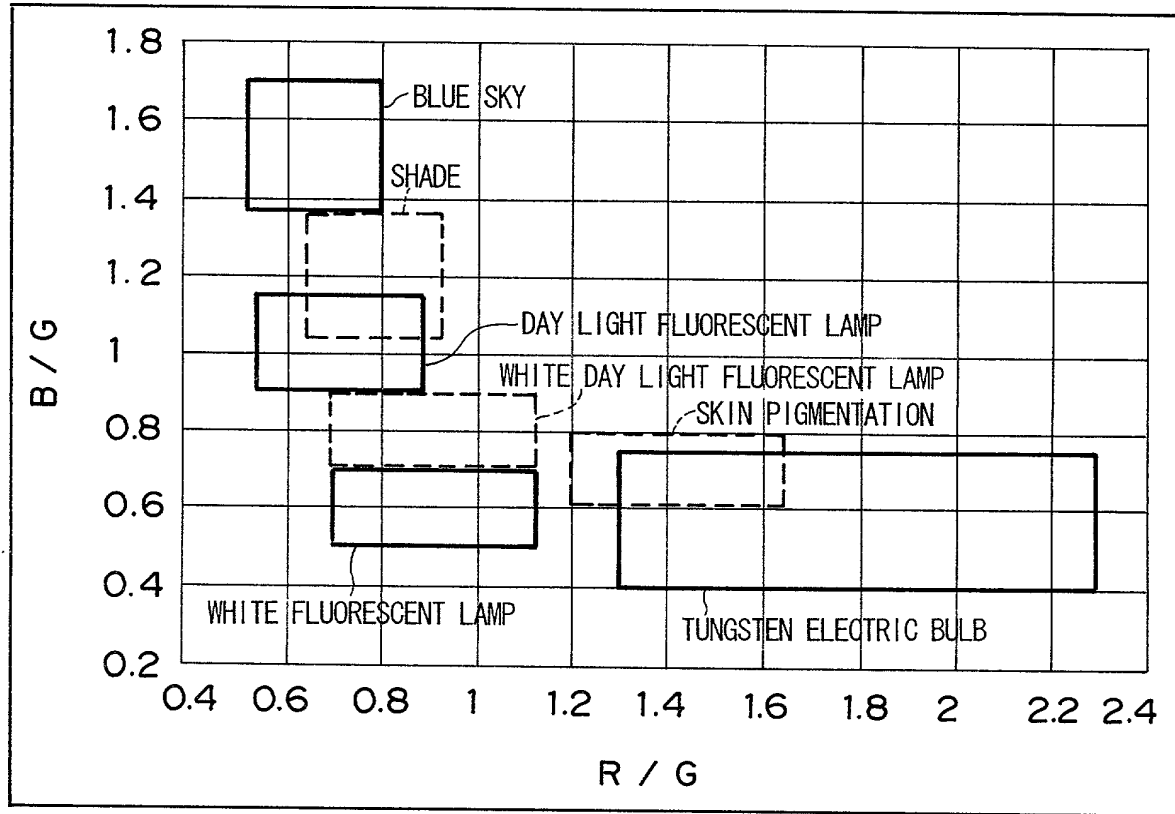 1.8
BLUE SKY
1.6
SHADE
1.4
1.2
DAY LIGHT FLUORESCENT LAMP
B/G
1
WHITE DAY LIGHT FLUORESCENT LAMP
SKIN PIGMENTATION
0.8
0.6
0.4
WHITE FLUORESCENT LAMP
TUNGSTEN ELECTRIC BULB
0.2
0.4 0.6 0.8 1 1.2 1.4 1.6 1.8 2 2.2 2.4
R / G